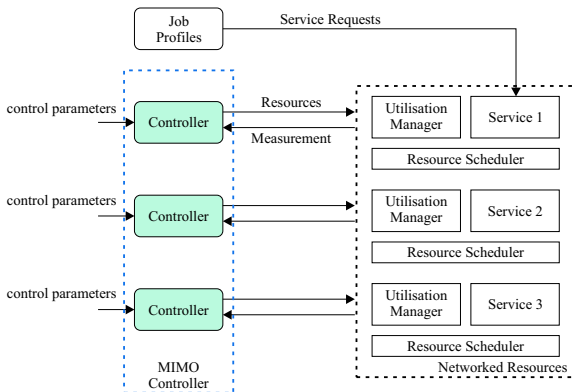 Job
Profiles
Service Requests
control parameters
Controller
Resources
Measurement
Utilisation
Manager
Service 1
Resource Scheduler
control parameters
Controller
Utilisation
Manager
Service 2
Resource Scheduler
control parameters
Controller
Utilisation
Manager
Service 3
Resource Scheduler
MIMO
Controller
Networked Resources